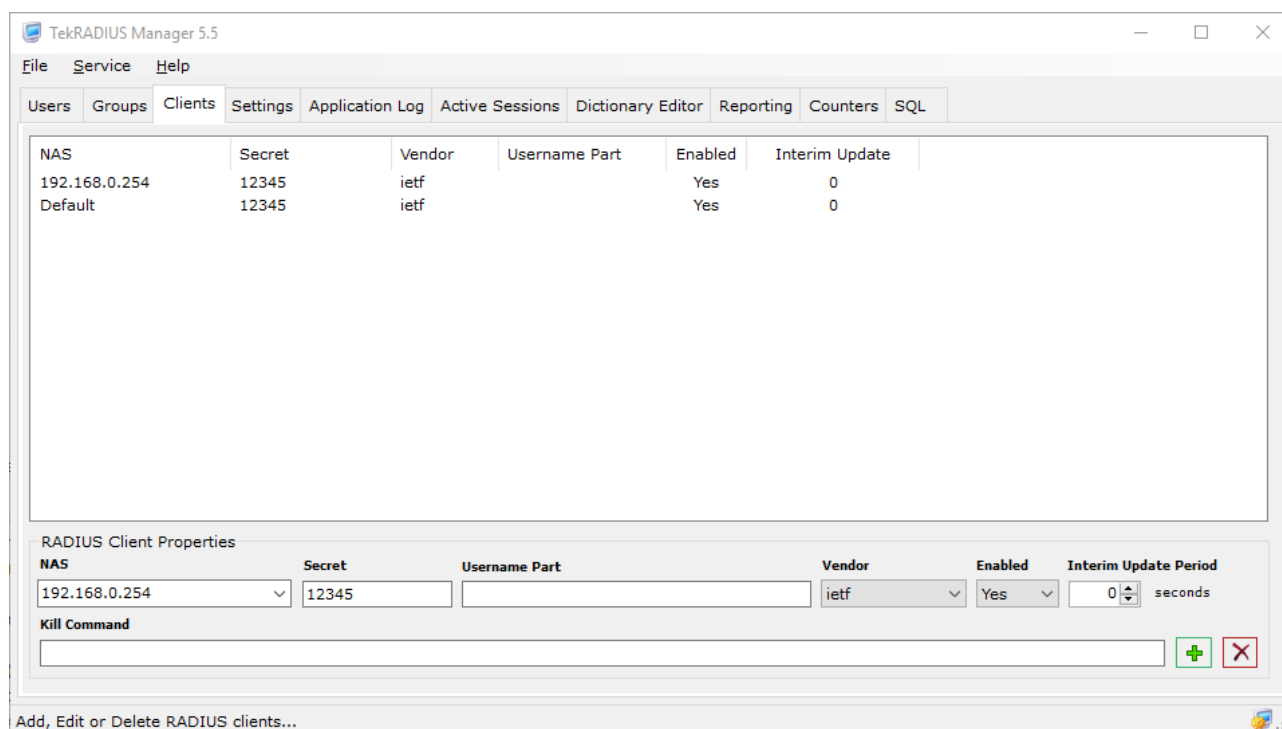 TekRADIUS Manager 5.5
File Service Help
Users Groups Clients Settings Application Log Active Sessions Dictionary Editor Reporting Counters SQL
NAS Secret Vendor Username Part Enabled Interim Update
192.168.0.254 12345 ietf Yes 0
Default 12345 ietf Yes 0
RADIUS Client Properties
NAS Secret Username Part Vendor Enabled Interim Update Period
192.168.0.254 12345 ietf Yes 0 seconds
Kill Command
Add, Edit or Delete RADIUS clients...